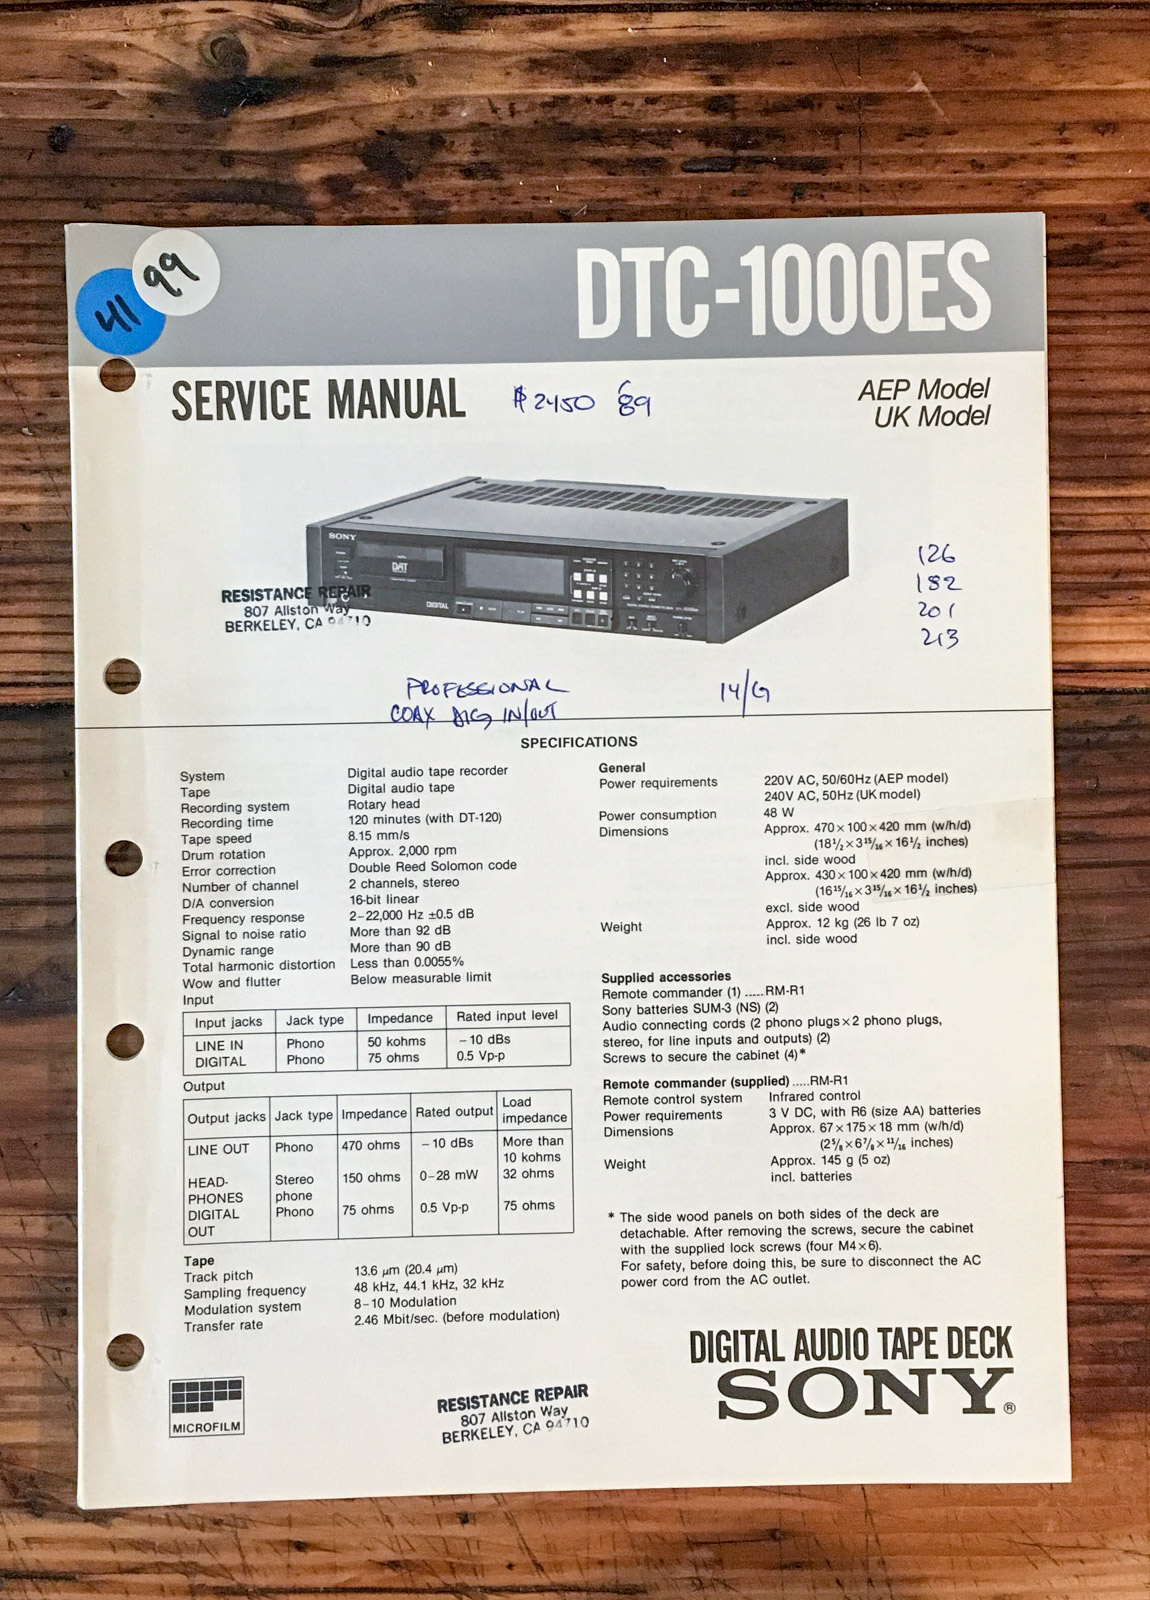 99
41
DTC-1000ES
SERVICE MANUAL
$2450 '89
AEP Model
UK Model
SONY
DAT
DIGITAL
126
182
201
213
RESISTANCE REPAIR
807 Allston Way
BERKELEY, CA 94710
PROFESSIONAL
COAX DIG IN/OUT
14/G
SPECIFICATIONS
System Digital audio tape recorder
Tape Digital audio tape
Recording system Rotary head
Recording time 120 minutes (with DT-120)
Tape speed 8.15 mm/s
Drum rotation Approx. 2,000 rpm
Error correction Double Reed Solomon code
Number of channel 2 channels, stereo
D/A conversion 16-bit linear
Frequency response 2–22,000 Hz ±0.5 dB
Signal to noise ratio More than 92 dB
Dynamic range More than 90 dB
Total harmonic distortion Less than 0.0055%
Wow and flutter Below measurable limit
Input
Input jacks Jack type Impedance Rated input level
LINE IN Phono 50 kohms –10 dBs
DIGITAL Phono 75 ohms 0.5 Vp-p
Output
Output jacks Jack type Impedance Rated output Load impedance
LINE OUT Phono 470 ohms –10 dBs More than 10 kohms
HEAD-PHONES Stereo phone 150 ohms 0–28 mW 32 ohms
DIGITAL OUT Phono 75 ohms 0.5 Vp-p 75 ohms
Tape
Track pitch 13.6 μm (20.4 μm)
Sampling frequency 48 kHz, 44.1 kHz, 32 kHz
Modulation system 8–10 Modulation
Transfer rate 2.46 Mbit/sec. (before modulation)
General
Power requirements 220V AC, 50/60Hz (AEP model)
240V AC, 50Hz (UK model)
Power consumption 48 W
Dimensions Approx. 470×100×420 mm (w/h/d)
(18 1/2 × 3 15/16 × 16 1/2 inches)
incl. side wood
Approx. 430×100×420 mm (w/h/d)
(16 15/16 × 3 15/16 × 16 1/2 inches)
excl. side wood
Weight Approx. 12 kg (26 lb 7 oz)
incl. side wood
Supplied accessories
Remote commander (1) .....RM-R1
Sony batteries SUM-3 (NS) (2)
Audio connecting cords (2 phono plugs×2 phono plugs,
stereo, for line inputs and outputs) (2)
Screws to secure the cabinet (4)*
Remote commander (supplied) .....RM-R1
Remote control system Infrared control
Power requirements 3 V DC, with R6 (size AA) batteries
Dimensions Approx. 67×175×18 mm (w/h/d)
(2 5/8 × 6 7/8 × 11/16 inches)
Weight Approx. 145 g (5 oz)
incl. batteries
* The side wood panels on both sides of the deck are
detachable. After removing the screws, secure the cabinet
with the supplied lock screws (four M4×6).
For safety, before doing this, be sure to disconnect the AC
power cord from the AC outlet.
DIGITAL AUDIO TAPE DECK
SONY®
MICROFILM
RESISTANCE REPAIR
807 Allston Way
BERKELEY, CA 94710